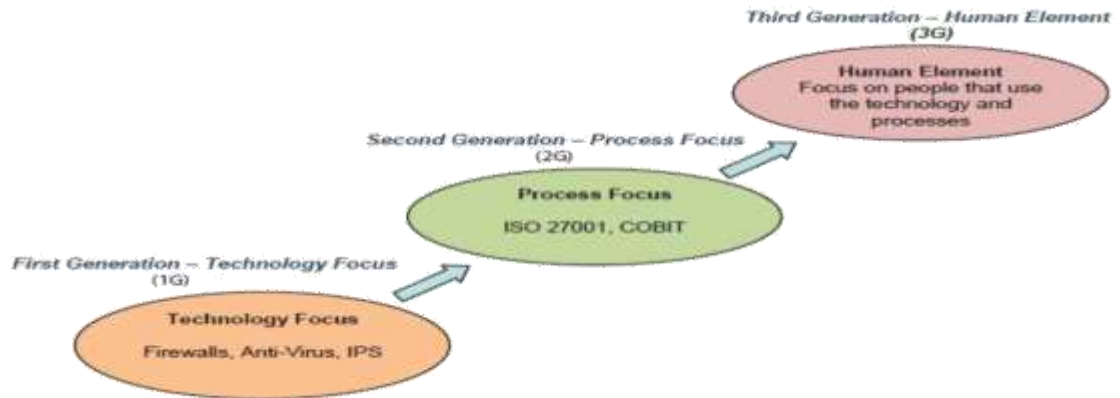 Third Generation – Human Element
(3G)
Human Element
Focus on people that use
the technology and
processes
Second Generation – Process Focus
(2G)
Process Focus
ISO 27001, COBIT
First Generation – Technology Focus
(1G)
Technology Focus
Firewalls, Anti-Virus, IPS